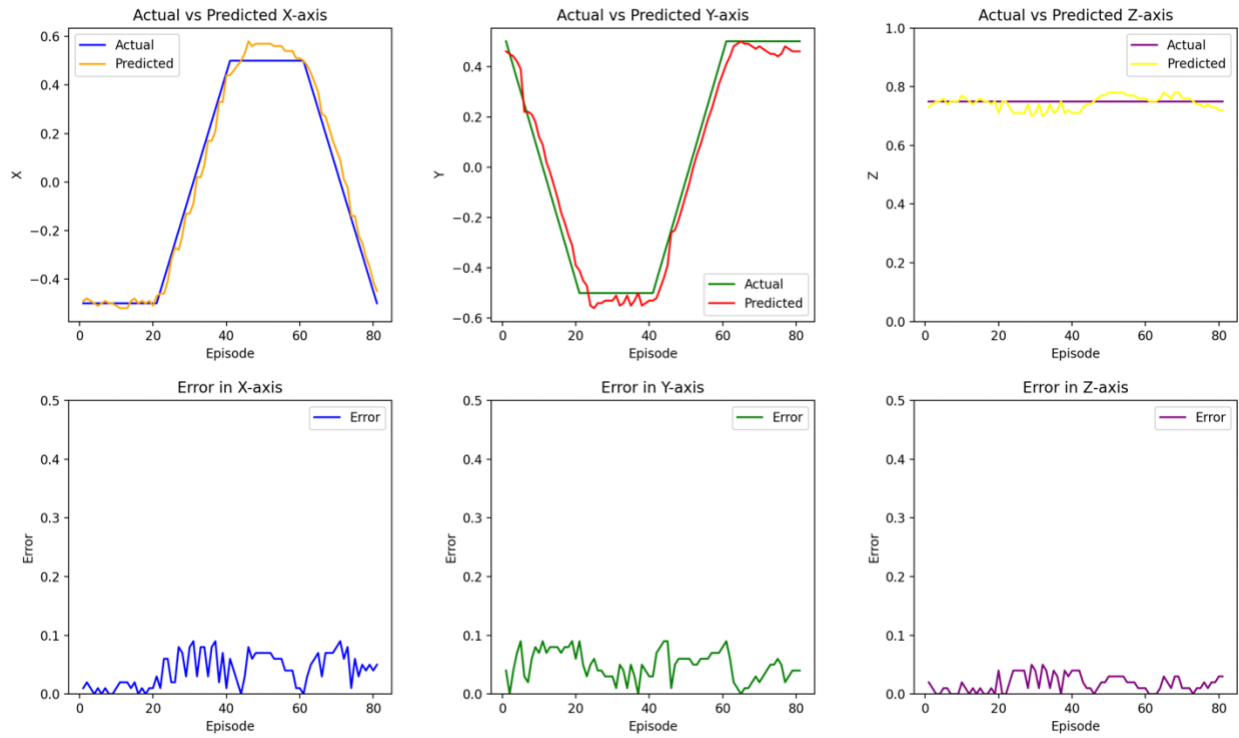 Actual vs Predicted X-axis
0.6
0.4
0.2
0.0
−0.2
−0.4
X
Actual
Predicted
0
20
40
60
80
Episode
Actual vs Predicted Y-axis
0.4
0.2
0.0
−0.2
−0.4
−0.6
Y
Actual
Predicted
0
20
40
60
80
Episode
Actual vs Predicted Z-axis
1.0
0.8
0.6
0.4
0.2
0.0
Z
Actual
Predicted
0
20
40
60
80
Episode
Error in X-axis
0.5
0.4
0.3
0.2
0.1
0.0
Error
Error
0
20
40
60
80
Episode
Error in Y-axis
0.5
0.4
0.3
0.2
0.1
0.0
Error
Error
0
20
40
60
80
Episode
Error in Z-axis
0.5
0.4
0.3
0.2
0.1
0.0
Error
Error
0
20
40
60
80
Episode